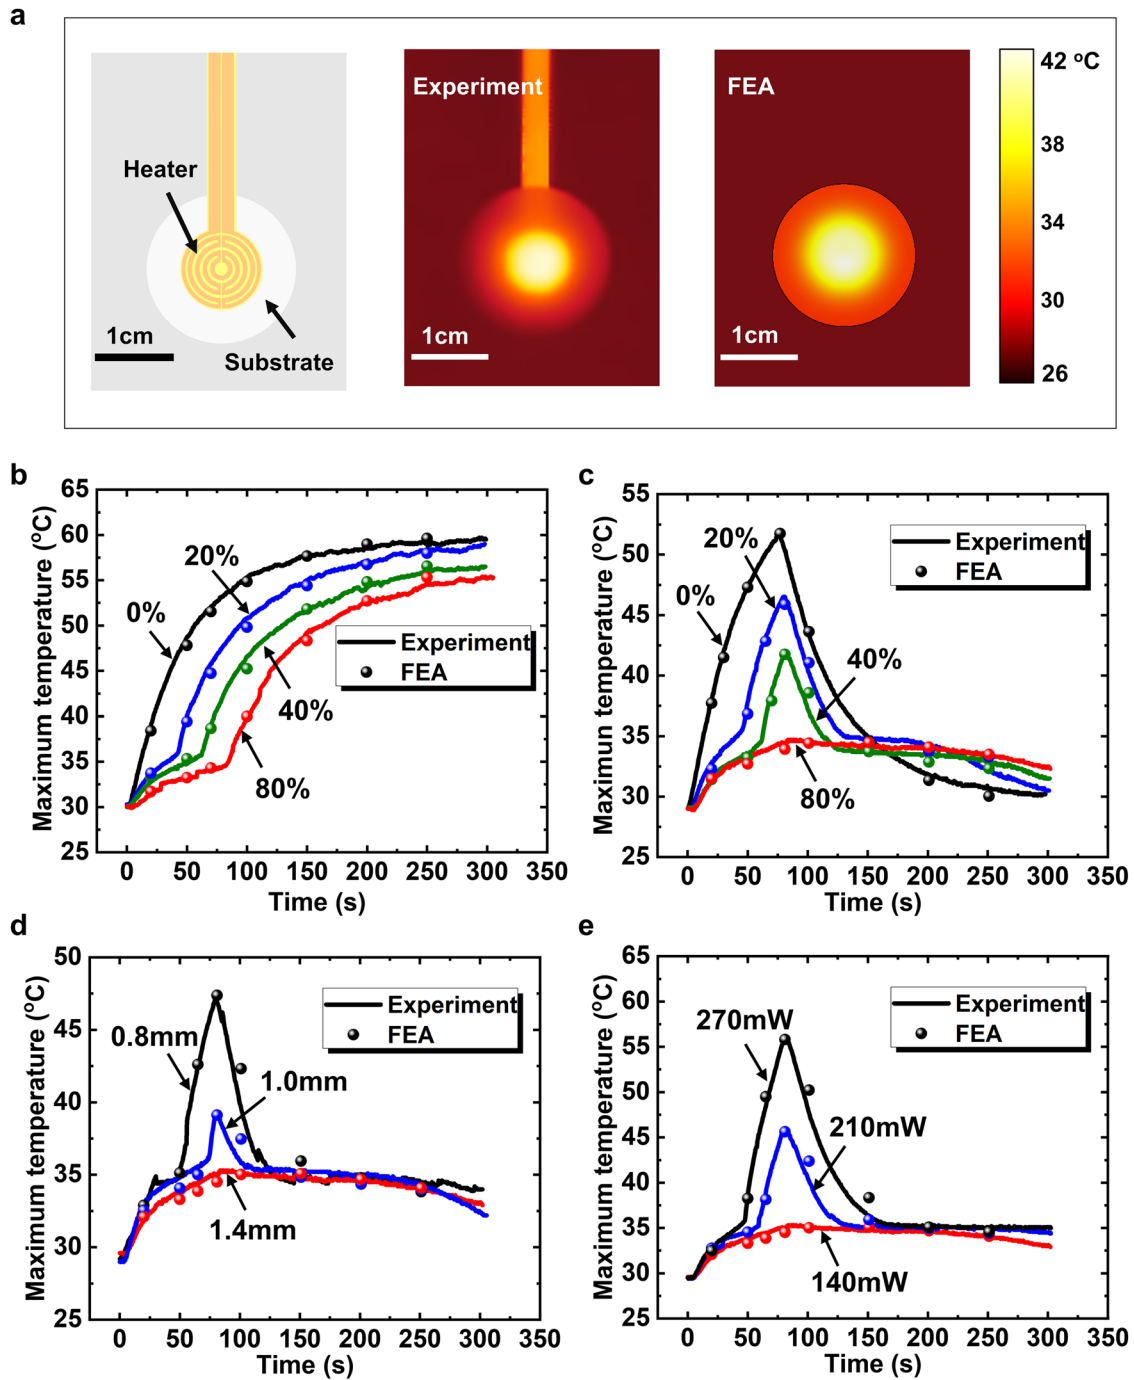 a
Heater
Substrate
1cm
Experiment
1cm
FEA
1cm
42 ºC
38
34
30
26
b
Maximum temperature (ºC)
65
60
55
50
45
40
35
30
25
0%
20%
40%
80%
Experiment
FEA
0 50 100 150 200 250 300 350
Time (s)
c
Maximun temperature (ºC)
55
50
45
40
35
30
25
0%
20%
40%
80%
Experiment
FEA
0 50 100 150 200 250 300 350
Time (s)
d
Maximum temperature (ºC)
50
45
40
35
30
25
0.8mm
1.0mm
1.4mm
Experiment
FEA
0 50 100 150 200 250 300 350
Time (s)
e
Maximum temperature (ºC)
65
60
55
50
45
40
35
30
25
270mW
210mW
140mW
Experiment
FEA
0 50 100 150 200 250 300 350
Time (s)